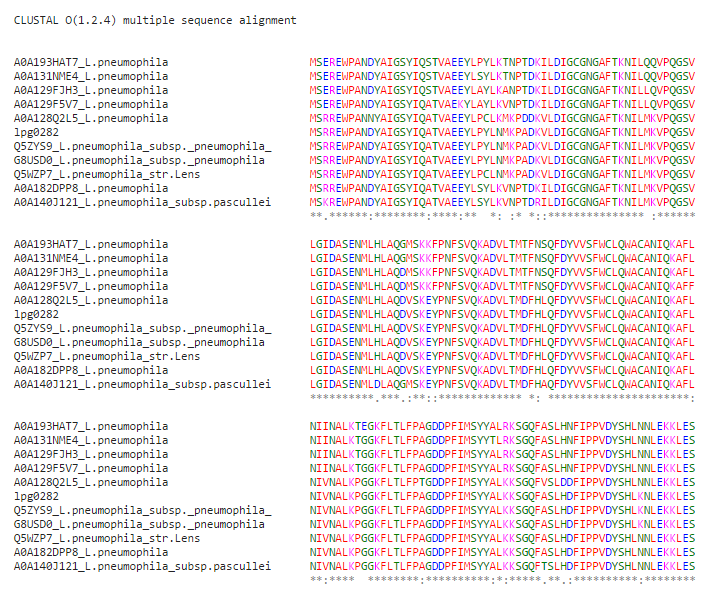 CLUSTAL O(1.2.4) multiple sequence alignment
A0A193HAT7_L.pneumophila MSEREWPANDYAIGSYIQSTVAEEYLPYLKTNPTDKILDIGCGNGAFTKNILQQVPQGSV
A0A131NME4_L.pneumophila MSEREWPANDYAIGSYIQSTVAEEYLSYLKTNPTDKILDIGCGNGAFTKNILQQVPQGSV
A0A129FJH3_L.pneumophila MSEREWPANDYAIGSYIQATVAEEYLAYLKANPTDKILDIGCGNGAFTKNILLQVPQGSV
A0A129F5V7_L.pneumophila MSEREWPANDYAIGSYIQATVAEKYLAYLKVNPTDKILDIGCGNGAFTKNILLQVPQGSV
A0A128Q2L5_L.pneumophila MSRREWPANNYAIGSYIQATVAEEYLPCLKMKPDDKVLDIGCGNGAFTKNILMKVPQGSV
lpg0282 MSRREWPANDYAIGSYIQATVAEEYLPYLNMKPADKVLDIGCGNGAFTKNILMKVPQGSV
Q5ZYS9_L.pneumophila_subsp._pneumophila_ MSRREWPANDYAIGSYIQATVAEEYLPYLNMKPADKVLDIGCGNGAFTKNILMKVPQGSV
G8USD0_L.pneumophila_subsp._pneumophila MSRREWPANDYAIGSYIQATVAEEYLPYLNMKPADKVLDIGCGNGAFTKNILMKVPQGSV
Q5WZP7_L.pneumophila_str.Lens MSRREWPANDYAIGSYIQATVAEEYLPCLNMKPADKVLDIGCGNGAFTKNILMKVPQGSV
A0A182DPP8_L.pneumophila MSRREWPANDYAIGSYIQATVAEEYLSYLKVNPTDRILDIGCGNGAFTKNILMKVPQGSV
A0A140J121_L.pneumophila_subsp.pascullei MSKREWPANDYAIGSYIQATVAEEYLSYLKVNPTDRILDIGCGNGAFTKNILMKVPQGSV
**.******:********:****:**  *: :* *::**************** :******
A0A193HAT7_L.pneumophila LGIDASENMLHLAQGMSKKFPNFSVQKADVLTMTFNSQFDYVVSFWCLQWACANIQKAFL
A0A131NME4_L.pneumophila LGIDASENMLHLAQGMSKKFPNFSVQKADVLTMTFNSQFDYVVSFWCLQWACANIQKAFL
A0A129FJH3_L.pneumophila LGIDASENMLHLAQDMSKKFPNFSVQKADVLTMTFNSQFDYVVSFWCLQWACANIQKAFL
A0A129F5V7_L.pneumophila LGIDASENMLHLAQDMSKKFPNFSVQKADVLTMTFNSQFDYVVSFWCLQWACANIQKAFF
A0A128Q2L5_L.pneumophila LGIDASENMLHLAQDVSKEYPNFSVQKADVLTMDFHLQFDYVVSFWCLQWACANIQKAFL
lpg0282 LGIDASENMLHLAQDVSKEYPNFSVQKADVLTMDFHLQFDYVVSFWCLQWACANIQKAFL
Q5ZYS9_L.pneumophila_subsp._pneumophila_ LGIDASENMLHLAQDVSKEYPNFSVQKADVLTMDFHLQFDYVVSFWCLQWACANIQKAFL
G8USD0_L.pneumophila_subsp._pneumophila LGIDASENMLHLAQDVSKEYPNFSVQKADVLTMDFHLQFDYVVSFWCLQWACANIQKAFL
Q5WZP7_L.pneumophila_str.Lens LGIDASENMLHLAQDVSKEYPNFSVQKADVLTMDFHLQFDYVVSFWCLQWACANIQKAFL
A0A182DPP8_L.pneumophila LGIDASENMLHLAQDVSKEYPNFSVQKADVLTMDFHLQFDYVVSFWCLQWACANIQKAFL
A0A140J121_L.pneumophila_subsp.pascullei LGIDASENMLDLAQGMSKEYPNFSVQKADVLTMDFHAQFDYVVSFWCLQWACANIQKAFL
**********.***.:**::************* *: **********************:
A0A193HAT7_L.pneumophila NIINALKTEGKFLTLFPAGDDPFIMSYYALRKSGQFASLHNFIPPVDYSHLNNLEKKLES
A0A131NME4_L.pneumophila NIINALKTGGKFLTLFPAGDDPFIMSYYTLRKSGQFASLHNFIPPVDYSHLNNLEKKLES
A0A129FJH3_L.pneumophila NIINALKTGGKFLTLFPAGDDPFIMSYYALRKSGQFASLHNFIPPVDYSHLNNLEKKLES
A0A129F5V7_L.pneumophila NIINALKTGGKFLTLFPAGDDPFIMSYYALRKSGQFASLHNFIPPVDYSHLNNLEKKLES
A0A128Q2L5_L.pneumophila NIVNALKPGGKFLTLFPTGDDPFIMSYYALKKSGQFVSLDDFIPPVDYSHLNNLEKKLES
lpg0282 NIVNALKPGGKFLTLFPAGDDPFIMSYYALKKSGQFASLHDFIPPVDYSHLKNLEKKLES
Q5ZYS9_L.pneumophila_subsp._pneumophila_ NIVNALKPGGKFLTLFPAGDDPFIMSYYALKKSGQFASLHDFIPPVDYSHLKNLEKKLES
G8USD0_L.pneumophila_subsp._pneumophila NIVNALKPGGKFLTLFPAGDDPFIMSYYALKKSGQFASLHDFIPPVDYSHLKNLEKKLES
Q5WZP7_L.pneumophila_str.Lens NIVNALKPGGKFLTLFPAGDDPFIMSYYALKKSGQFASLHDFIPPVDYSHLNNLEKKLES
A0A182DPP8_L.pneumophila NIVNALKPGGKFLTLFPAGDDPFIMSYYALKKSGQFASLHDFIPPVDYSHLNNLEKKLES
A0A140J121_L.pneumophila_subsp.pascullei NIVNALKPGGKFLTLFPAGDDPFIMSYYALKKSGQFTSLHDFIPPVDYSHLNNLEKKLES
**:****  ********:**********:*:*****.**.:**********:********